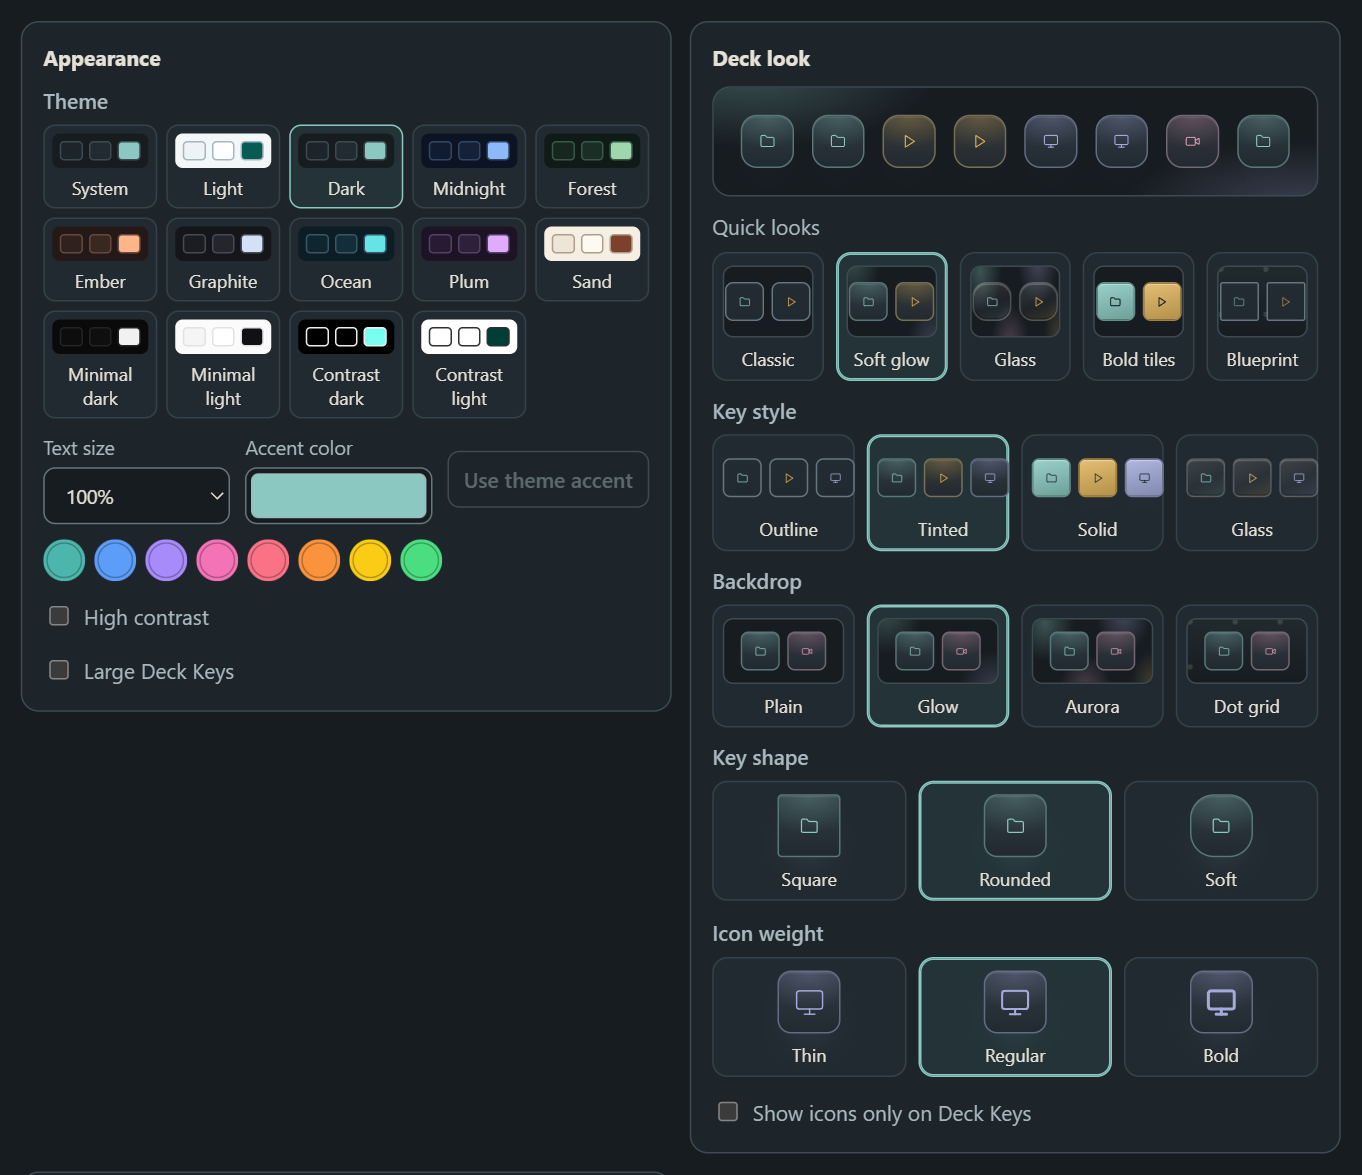 Appearance
Theme
System
Light
Dark
Midnight
Forest
Ember
Graphite
Ocean
Plum
Sand
Minimal
dark
Minimal
light
Contrast
dark
Contrast
light
Text size
100%
Accent color
Use theme accent
High contrast
Large Deck Keys
Deck look
Quick looks
Classic
Soft glow
Glass
Bold tiles
Blueprint
Key style
Outline
Tinted
Solid
Glass
Backdrop
Plain
Glow
Aurora
Dot grid
Key shape
Square
Rounded
Soft
Icon weight
Thin
Regular
Bold
Show icons only on Deck Keys